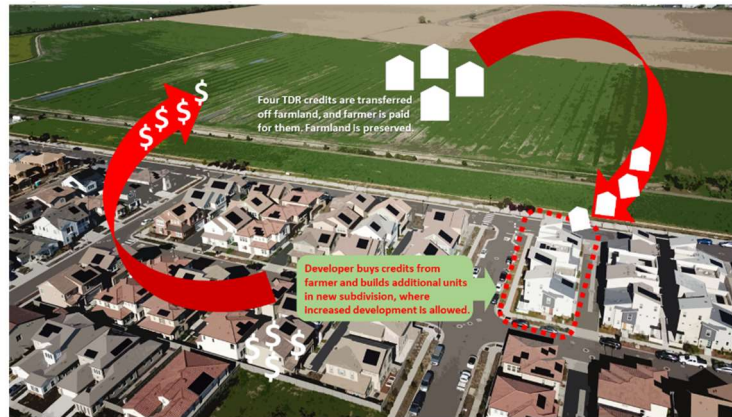 $ $ $ $
Four TDR credits are transferred
off farmland, and farmer is paid
for them. Farmland is preserved.
Developer buys credits from
farmer and builds additional units
in new subdivision, where
increased development is allowed.
$ $ $
$